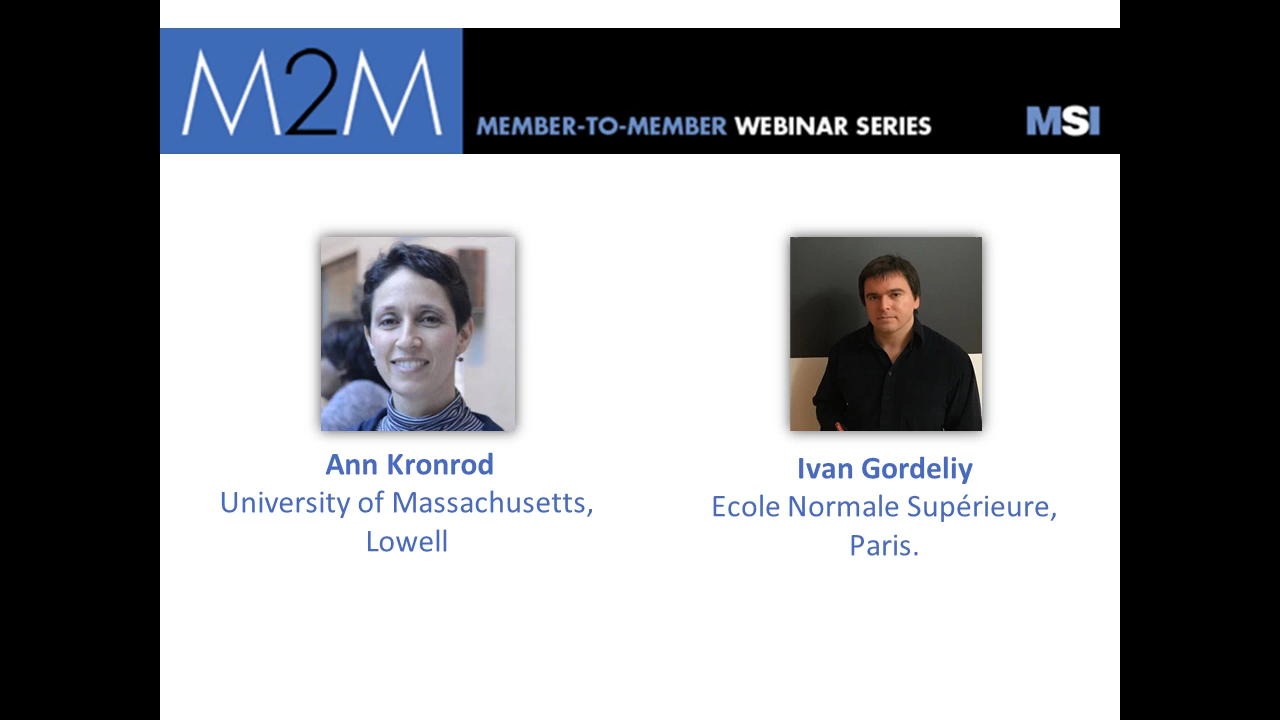 M2M
MEMBER-TO-MEMBER WEBINAR SERIES
MSI
Ann Kronrod
University of Massachusetts,
Lowell
Ivan Gordeliy
Ecole Normale Supérieure,
Paris.